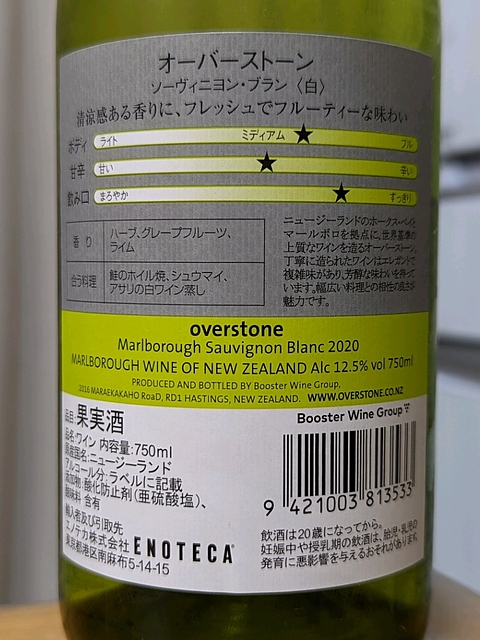 オーバーストーン
ソーヴィニヨン・ブラン〈白〉
清涼感ある香りに、フレッシュでフルーティーな味わい
ボディ ライト ミディアム ★ フル
甘辛 甘い ★ 辛い
飲み口 まろやか ★ すっきり
香り ハーブ、グレープフルーツ、
ライム
合う料理 鮭のホイル焼、シュウマイ、
アサリの白ワイン蒸し
ニュージーランドのホークス・ベイと
マールボロを拠点に、世界基準の
上質なワインを造るオーバーストーン。
丁寧に造られたワインはエレガントで
複雑味があり、芳醇な味わいを持って
います。幅広い料理との相性の良さが
魅力です。
overstone
Marlborough Sauvignon Blanc 2020
MARLBOROUGH WINE OF NEW ZEALAND Alc 12.5% vol 750ml
PRODUCED AND BOTTLED BY Booster Wine Group,
2016 MARAEKAKAHO RoaD, RD1 HASTINGS, NEW ZEALAND. WWW.OVERSTONE.CO.NZ
品目:果実酒
品名:ワイン 内容量:750ml
原産国名:ニュージーランド
アルコール分:ラベルに記載
添加物:酸化防止剤(亜硫酸塩)、
酸味料 含有
輸入者及び引取先
エノテカ株式会社 ENOTECA
東京都港区南麻布5-14-15
Booster Wine Group
9 421003 813533
飲酒は20歳になってから。
妊娠中や授乳期の飲酒は、胎児・乳児の
発育に悪影響を与えるおそれがあります。